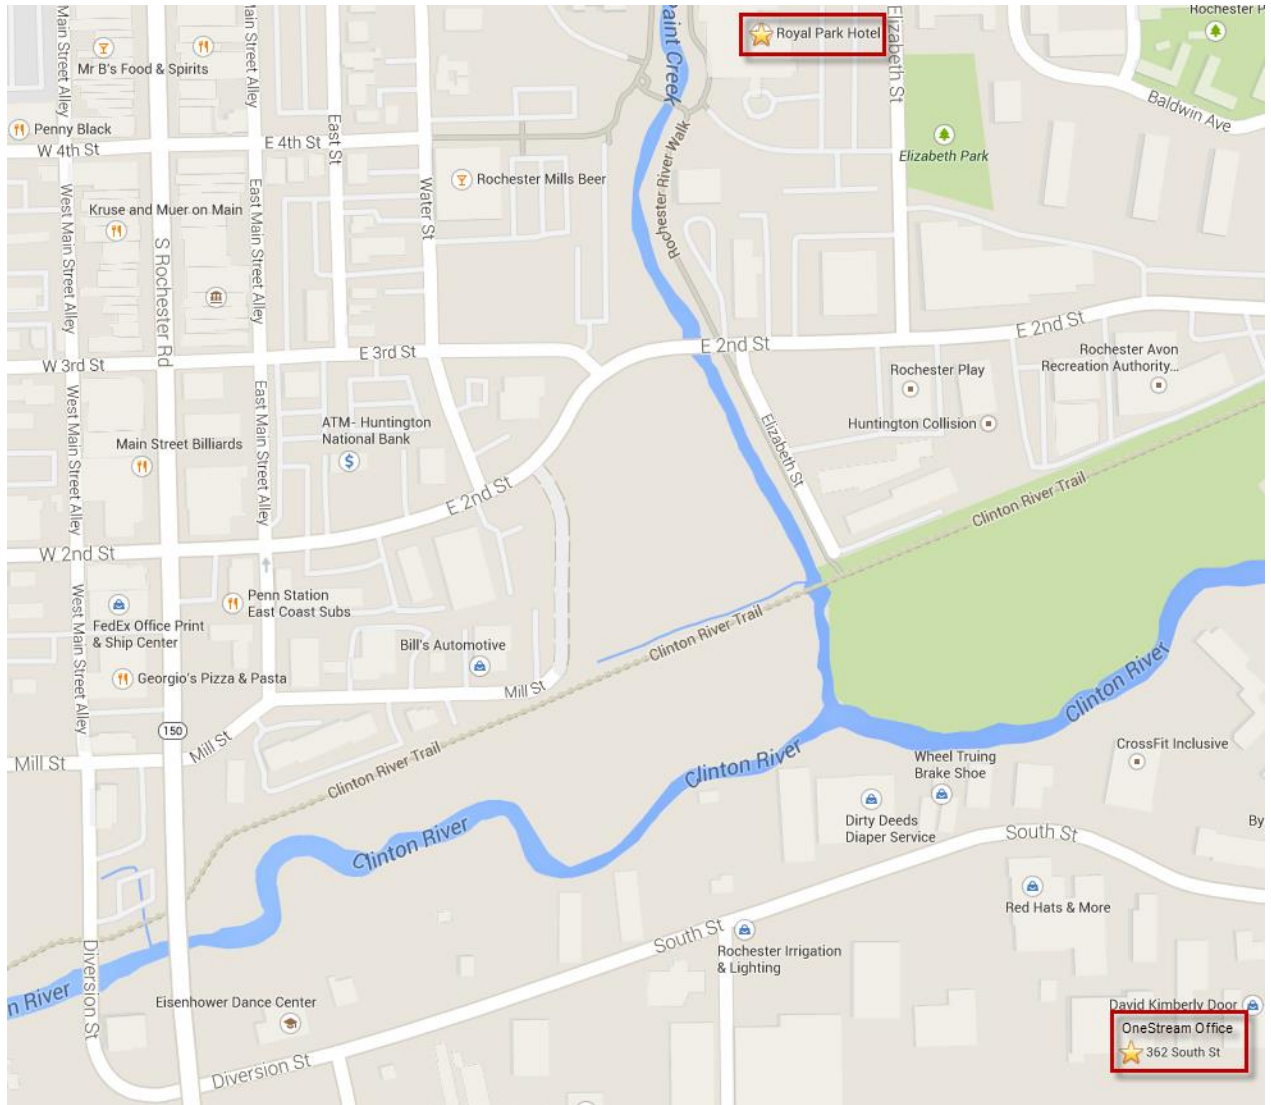 Main Street Alley
Main Street Alley
Paint Creek
Royal Park Hotel
Elizabeth St
Rochester P
Mr B's Food & Spirits
Baldwin Ave
Penny Black
W 4th St
E 4th St
East St
Elizabeth Park
Rochester River Walk
Rochester Mills Beer
Water St
West Main Street Alley
East Main Street Alley
Kruse and Muer on Main
S Rochester Rd
E 2nd St
E 2nd St
W 3rd St
E 3rd St
Rochester Play
Rochester Avon
Recreation Authority...
West Main Street Alley
East Main Street Alley
ATM- Huntington
National Bank
Huntington Collision
Elizabeth St
Main Street Billiards
E 2nd St
Clinton River Trail
W 2nd St
West Main Street Alley
Penn Station
East Coast Subs
FedEx Office Print
& Ship Center
Bill's Automotive
Clinton River Trail
Georgio's Pizza & Pasta
Mill St
Clinton River
150
Mill St
Mill St
Clinton River Trail
Clinton River
Wheel Truing
Brake Shoe
CrossFit Inclusive
Dirty Deeds
Diaper Service
South St
By
Clinton River
Red Hats & More
South St
Rochester Irrigation
& Lighting
Diversion St
n River
Eisenhower Dance Center
David Kimberly Door
OneStream Office
362 South St
Diversion St